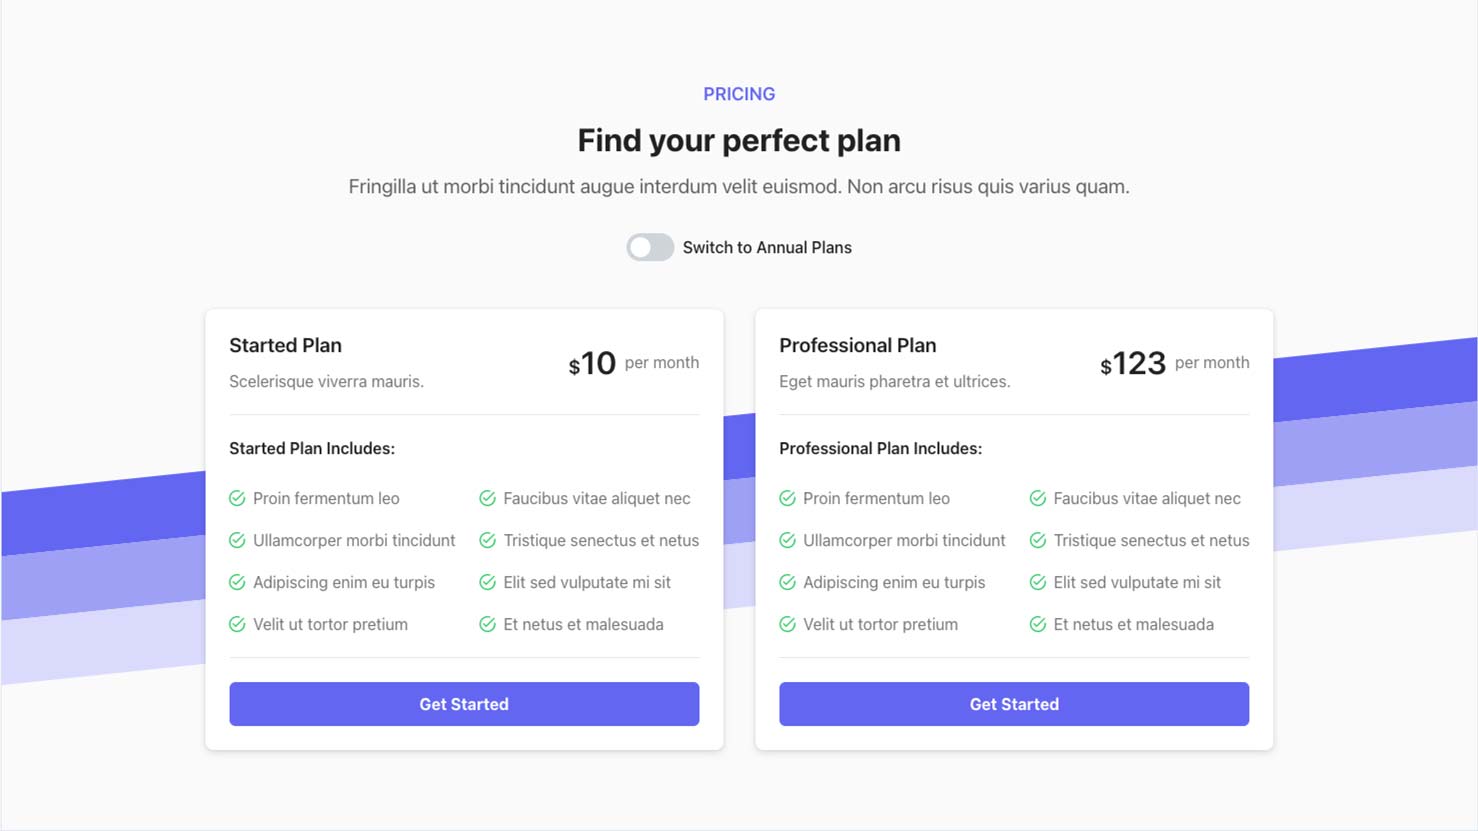 PRICING
Find your perfect plan
Fringilla ut morbi tincidunt augue interdum velit euismod. Non arcu risus quis varius quam.
Switch to Annual Plans
Started Plan
Scelerisque viverra mauris.
$10 per month
Started Plan Includes:
Proin fermentum leo
Faucibus vitae aliquet nec
Ullamcorper morbi tincidunt
Tristique senectus et netus
Adipiscing enim eu turpis
Elit sed vulputate mi sit
Velit ut tortor pretium
Et netus et malesuada
Get Started
Professional Plan
Eget mauris pharetra et ultrices.
$123 per month
Professional Plan Includes:
Proin fermentum leo
Faucibus vitae aliquet nec
Ullamcorper morbi tincidunt
Tristique senectus et netus
Adipiscing enim eu turpis
Elit sed vulputate mi sit
Velit ut tortor pretium
Et netus et malesuada
Get Started